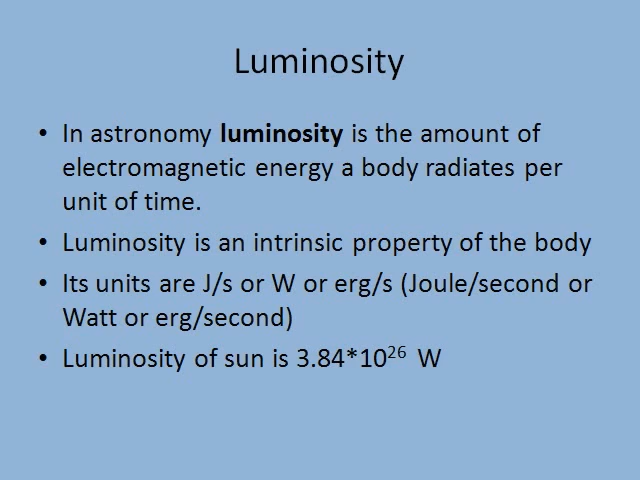 Luminosity
• In astronomy luminosity is the amount of
electromagnetic energy a body radiates per
unit of time.
• Luminosity is an intrinsic property of the body
• Its units are J/s or W or erg/s (Joule/second or
Watt or erg/second)
• Luminosity of sun is 3.84*10²⁶ W